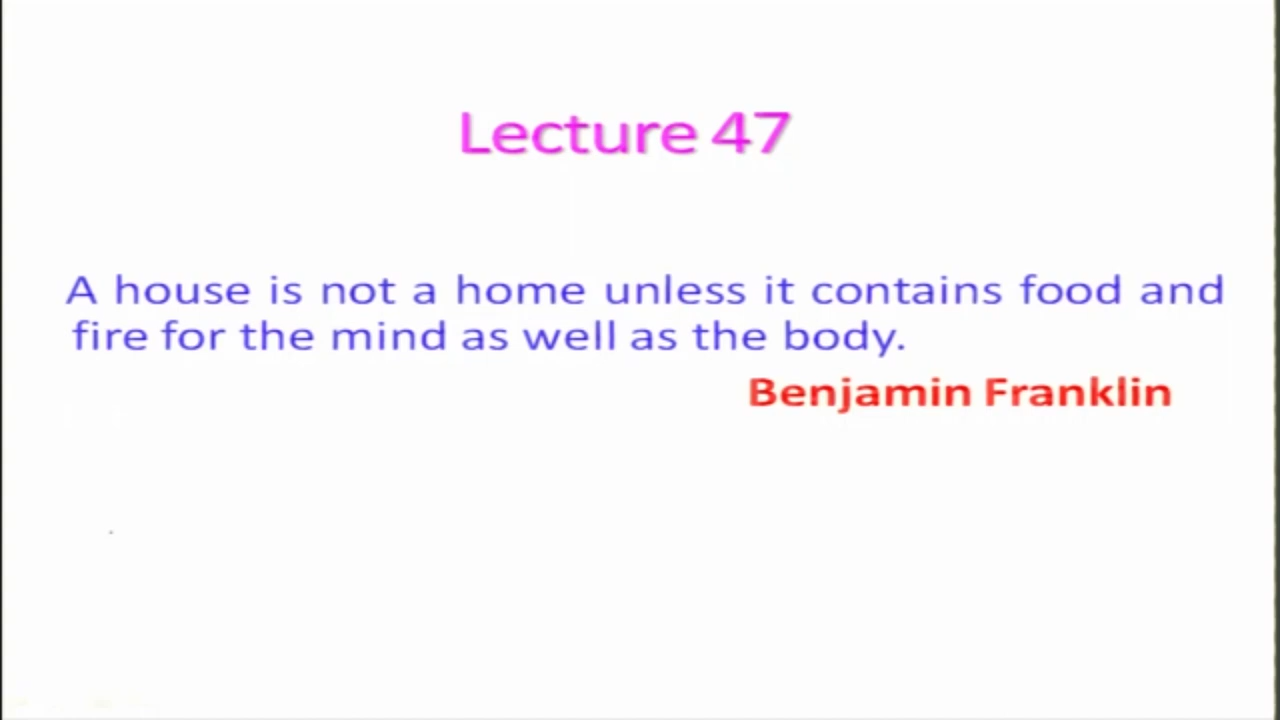 Lecture 47
A house is not a home unless it contains food and
fire for the mind as well as the body.
Benjamin Franklin